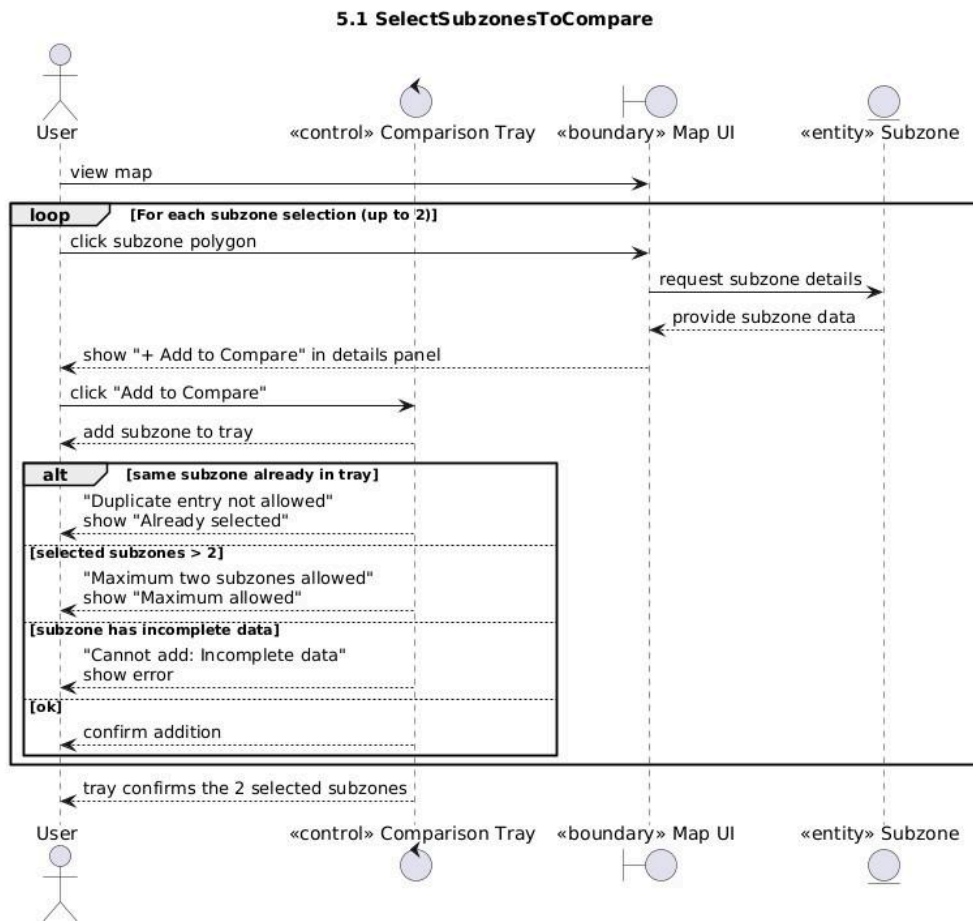 5.1 SelectSubzonesToCompare
User
«control» Comparison Tray
«boundary» Map UI
«entity» Subzone
view map
loop
[For each subzone selection (up to 2)]
click subzone polygon
request subzone details
provide subzone data
show "+ Add to Compare" in details panel
click "Add to Compare"
add subzone to tray
alt
[same subzone already in tray]
"Duplicate entry not allowed"
show "Already selected"
[selected subzones > 2]
"Maximum two subzones allowed"
show "Maximum allowed"
[subzone has incomplete data]
"Cannot add: Incomplete data"
show error
[ok]
confirm addition
tray confirms the 2 selected subzones
User
«control» Comparison Tray
«boundary» Map UI
«entity» Subzone